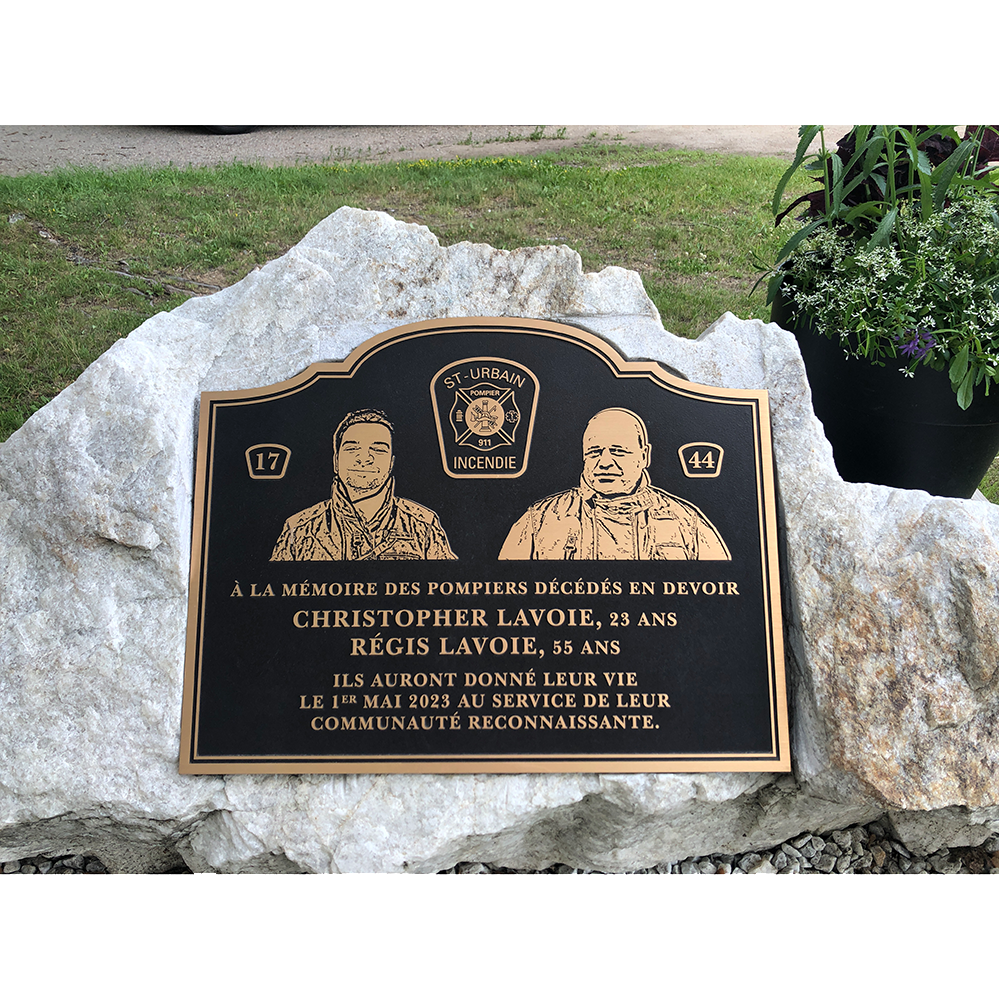 ST-URBAIN
POMPIER
911
INCENDIE
17
44
À LA MÉMOIRE DES POMPIERS DÉCÉDÉS EN DEVOIR
CHRISTOPHER LAVOIE, 23 ANS
RÉGIS LAVOIE, 55 ANS
ILS AURONT DONNÉ LEUR VIE
LE 1ER MAI 2023 AU SERVICE DE LEUR
COMMUNAUTÉ RECONNAISSANTE.